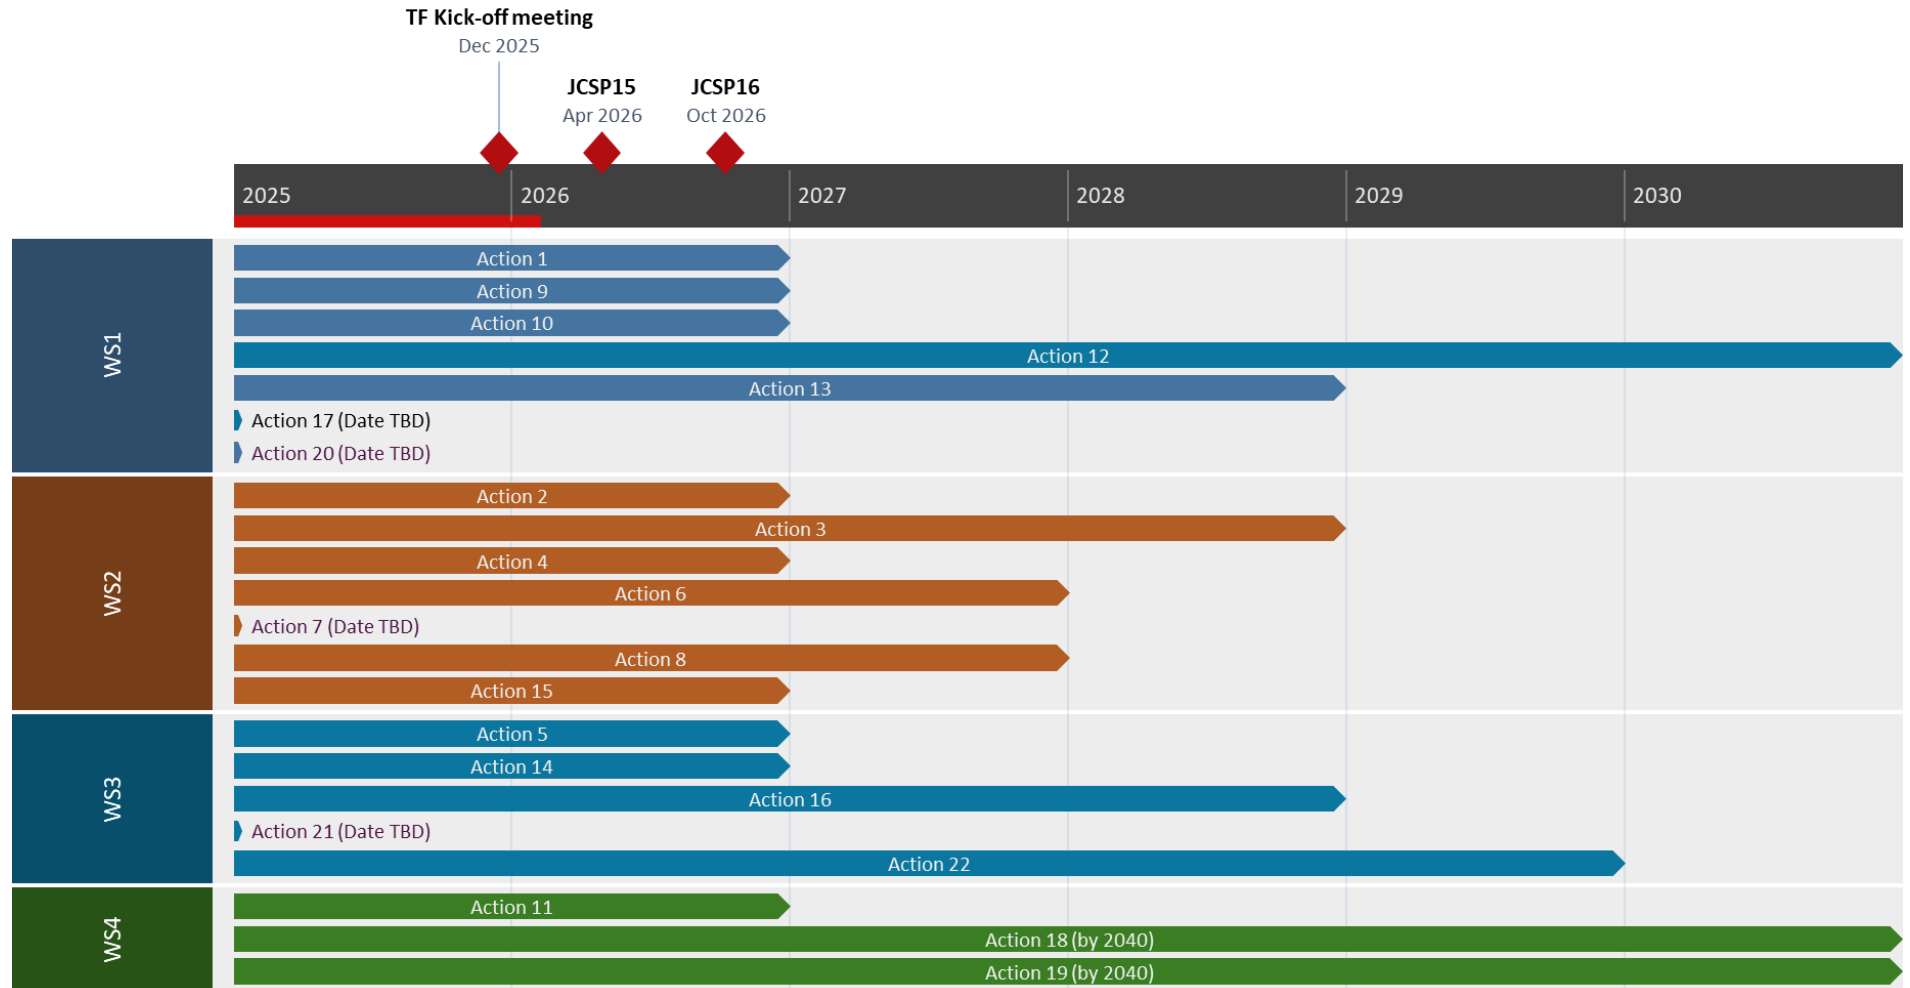 TF Kick-off meeting
Dec 2025
JCSP15
Apr 2026
JCSP16
Oct 2026
2025
2026
2027
2028
2029
2030
WS1
Action 1
Action 9
Action 10
Action 12
Action 13
Action 17 (Date TBD)
Action 20 (Date TBD)
WS2
Action 2
Action 3
Action 4
Action 6
Action 7 (Date TBD)
Action 8
Action 15
WS3
Action 5
Action 14
Action 16
Action 21 (Date TBD)
Action 22
WS4
Action 11
Action 18 (by 2040)
Action 19 (by 2040)